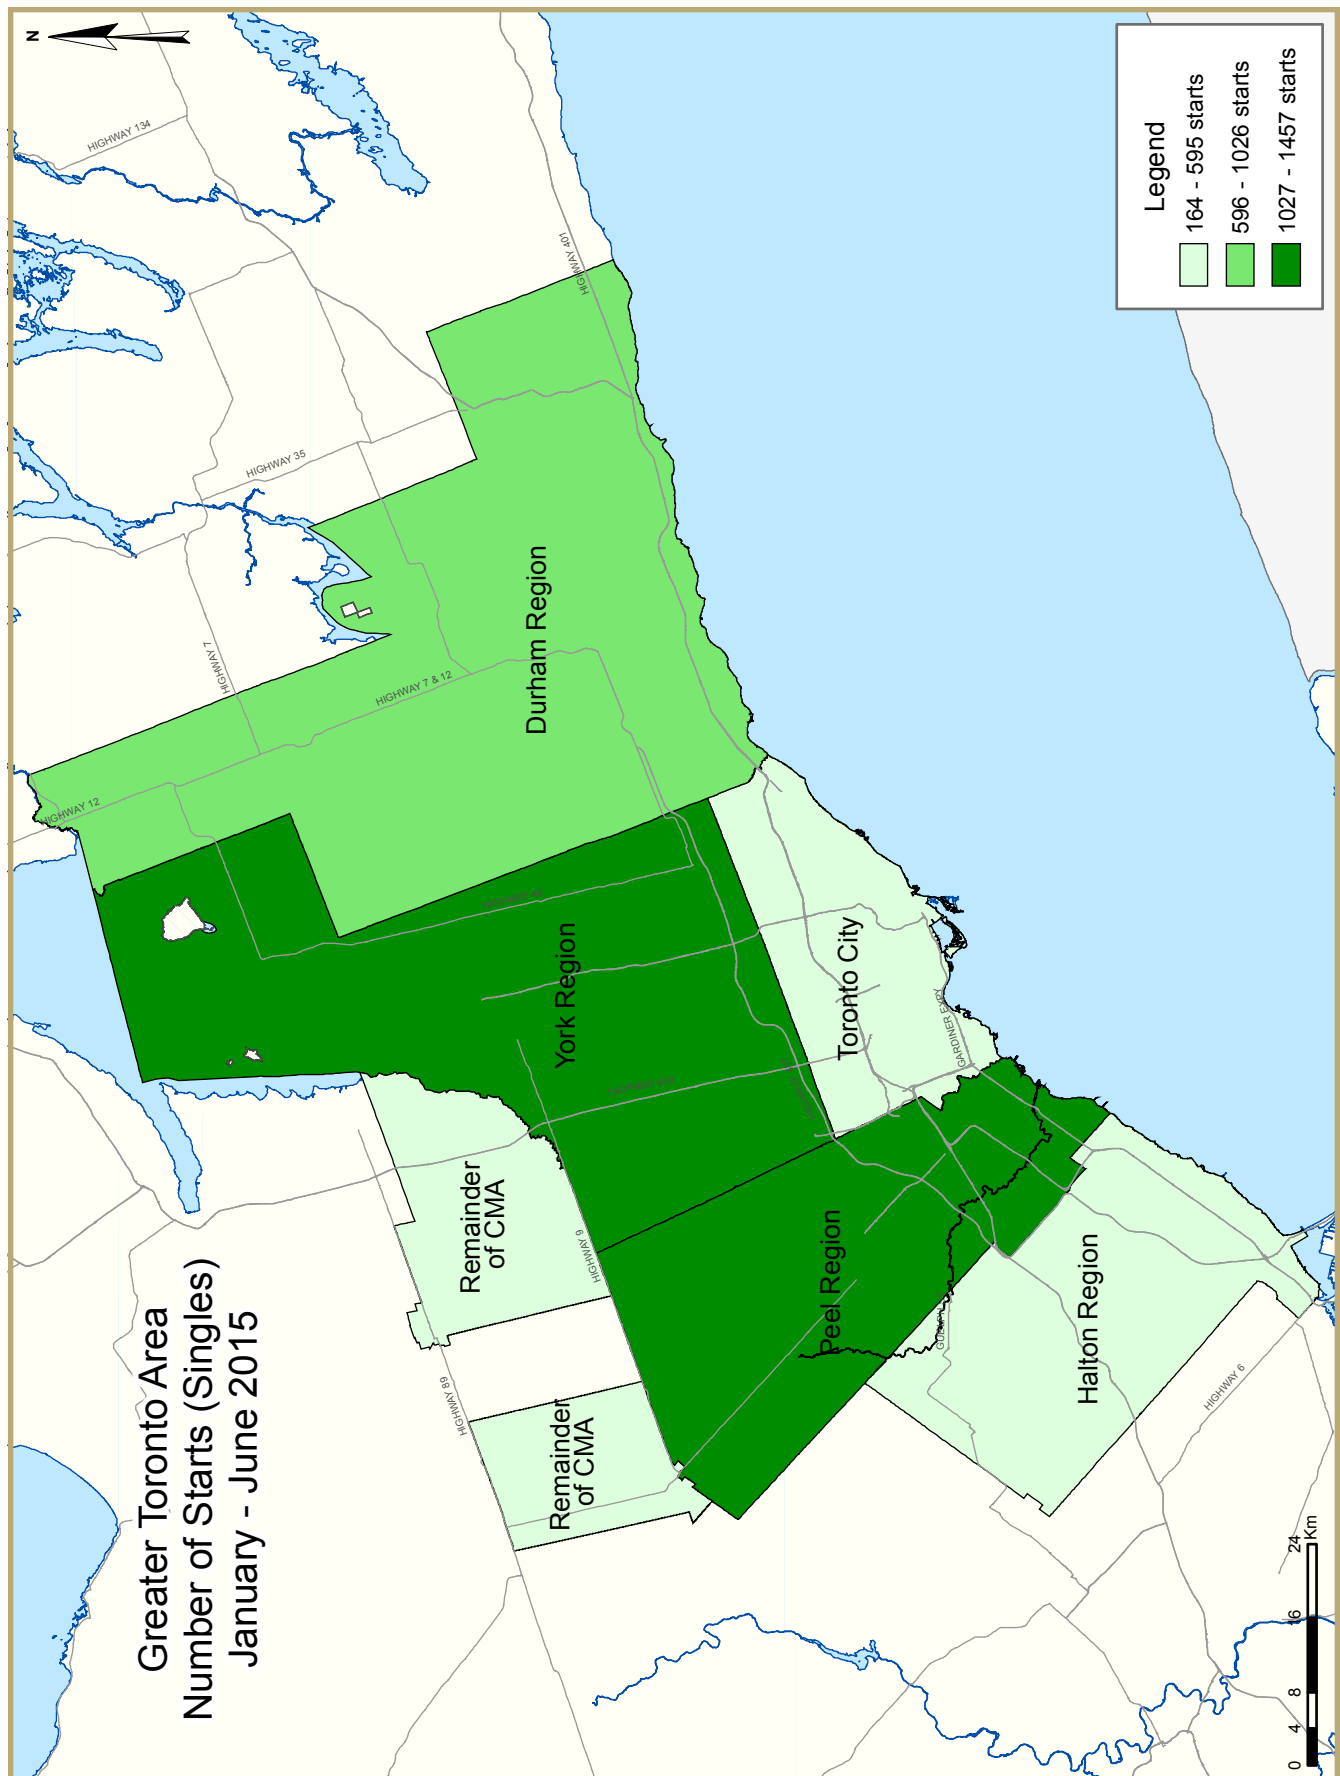 Greater Toronto Area
Number of Starts (Singles)
January - June 2015
N
HIGHWAY 134
HIGHWAY 401
HIGHWAY 35
HIGHWAY 7
HIGHWAY 7 & 12
HIGHWAY 12
Durham Region
York Region
Toronto City
GARDINER EXPY
Remainder
of CMA
HIGHWAY 9
HIGHWAY 89
Remainder
of CMA
Peel Region
Halton Region
HIGHWAY 6
Legend
164 - 595 starts
596 - 1026 starts
1027 - 1457 starts
0 4 8 16 24
Km